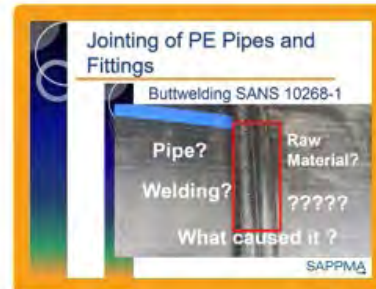 Jointing of PE Pipes and
Fittings
Buttwelding SANS 10268-1
Pipe?
Raw
Material?
Welding?
?????
What caused it ?
SAPPMA